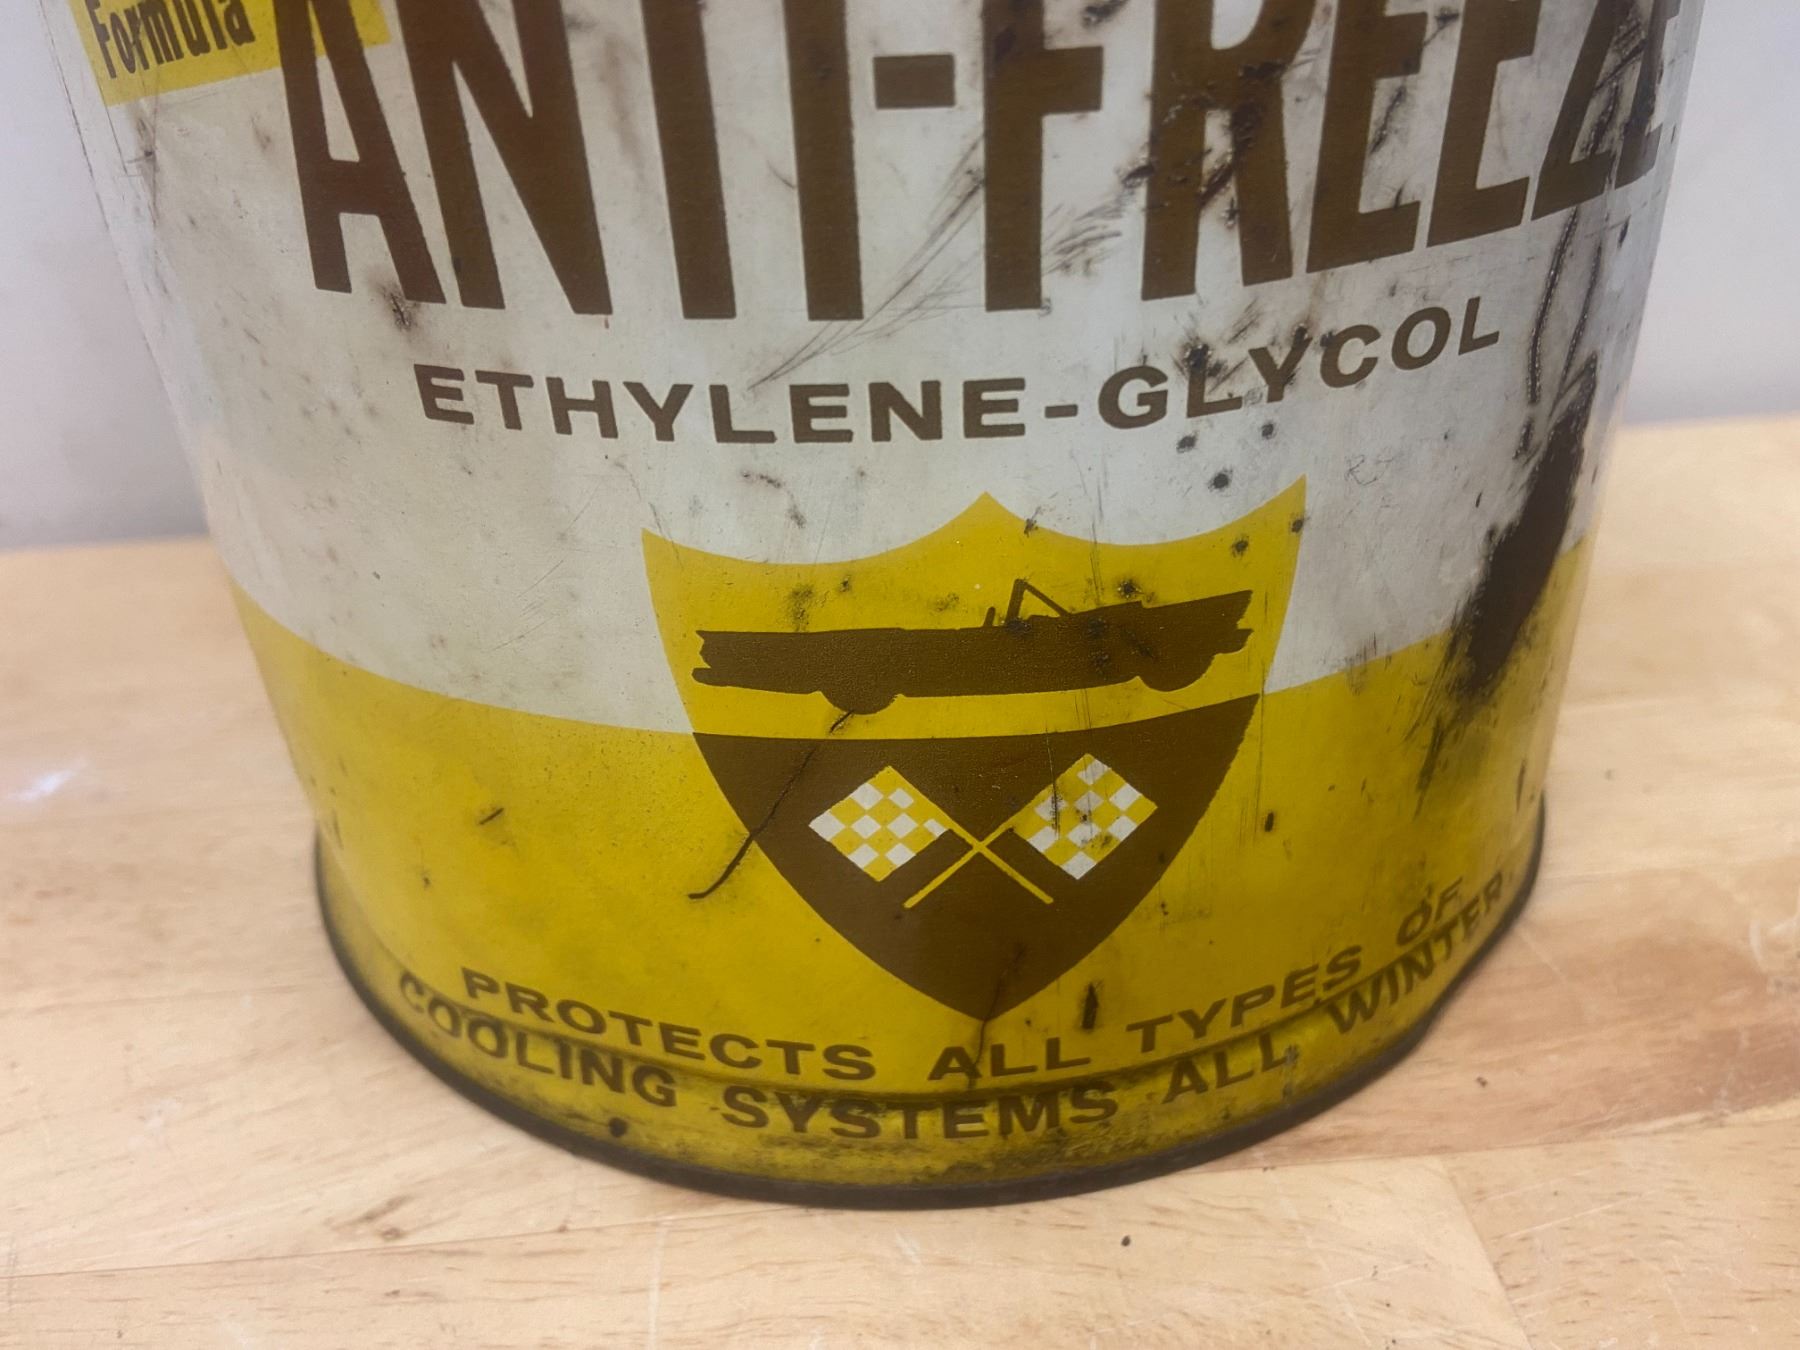 Formula
ANTI-FREEZE
ETHYLENE-GLYCOL
PROTECTS ALL TYPES OF
COOLING SYSTEMS ALL WINTER